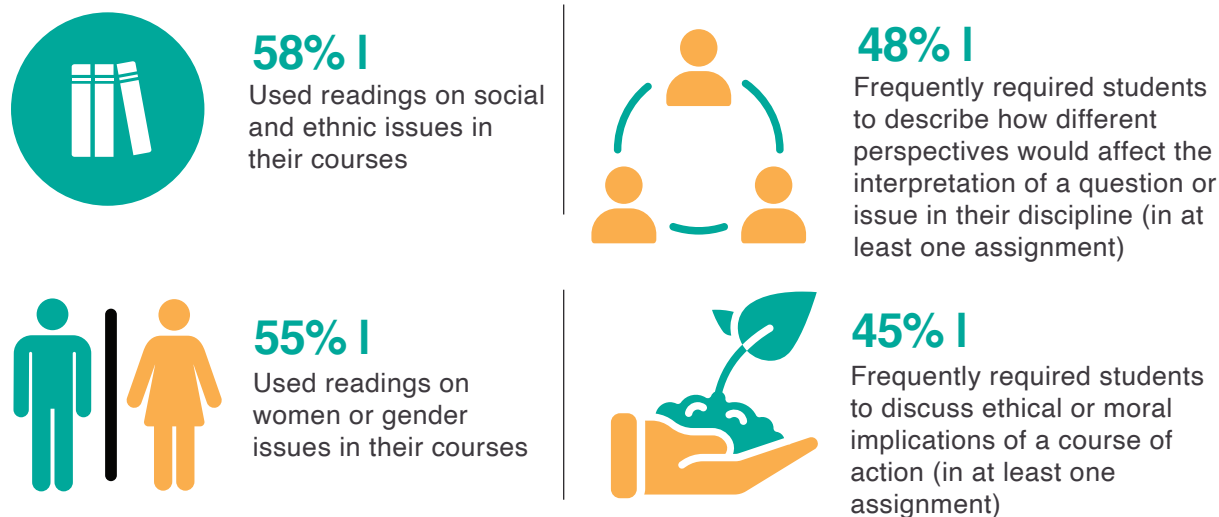 58% I
Used readings on social
and ethnic issues in
their courses
48% I
Frequently required students
to describe how different
perspectives would affect the
interpretation of a question or
issue in their discipline (in at
least one assignment)
55% I
Used readings on
women or gender
issues in their courses
45% I
Frequently required students
to discuss ethical or moral
implications of a course of
action (in at least one
assignment)